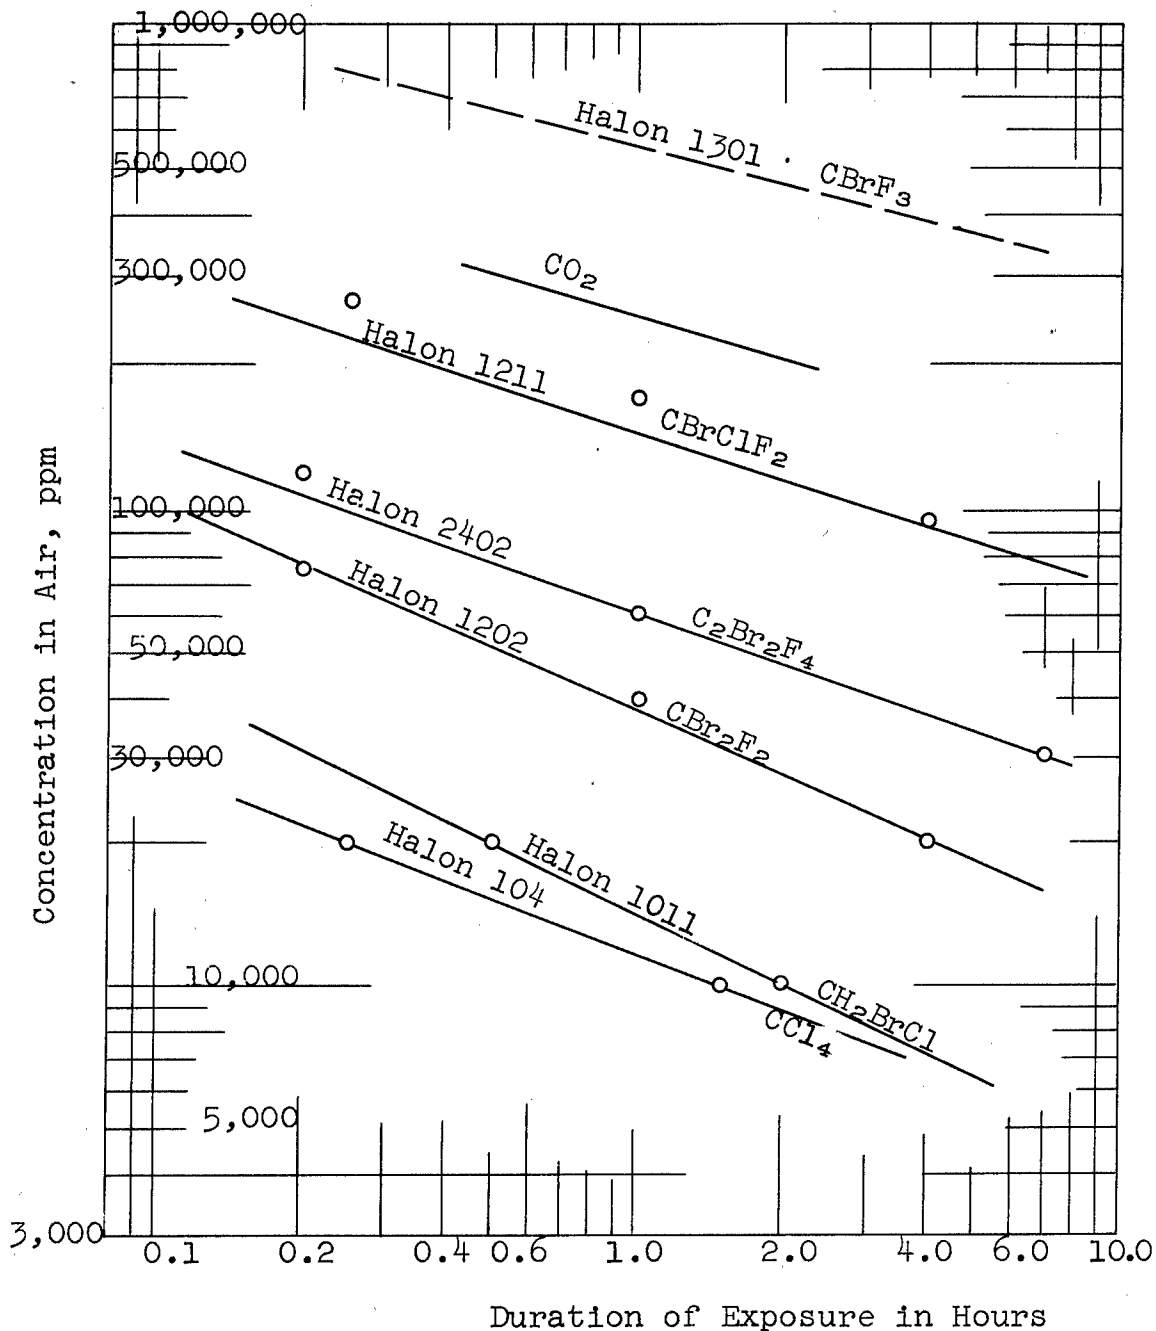 1,000,000
Halon 1301 · CBrF₃
500,000
CO₂
300,000
Halon 1211 CBrClF₂
Halon 2402 C₂Br₂F₄
100,000
Halon 1202 CBr₂F₂
50,000
30,000
Halon 104 CCl₄
Halon 1011 CH₂BrCl
10,000
5,000
3,000
0.1 0.2 0.4 0.6 1.0 2.0 4.0 6.0 10.0
Concentration in Air, ppm
Duration of Exposure in Hours